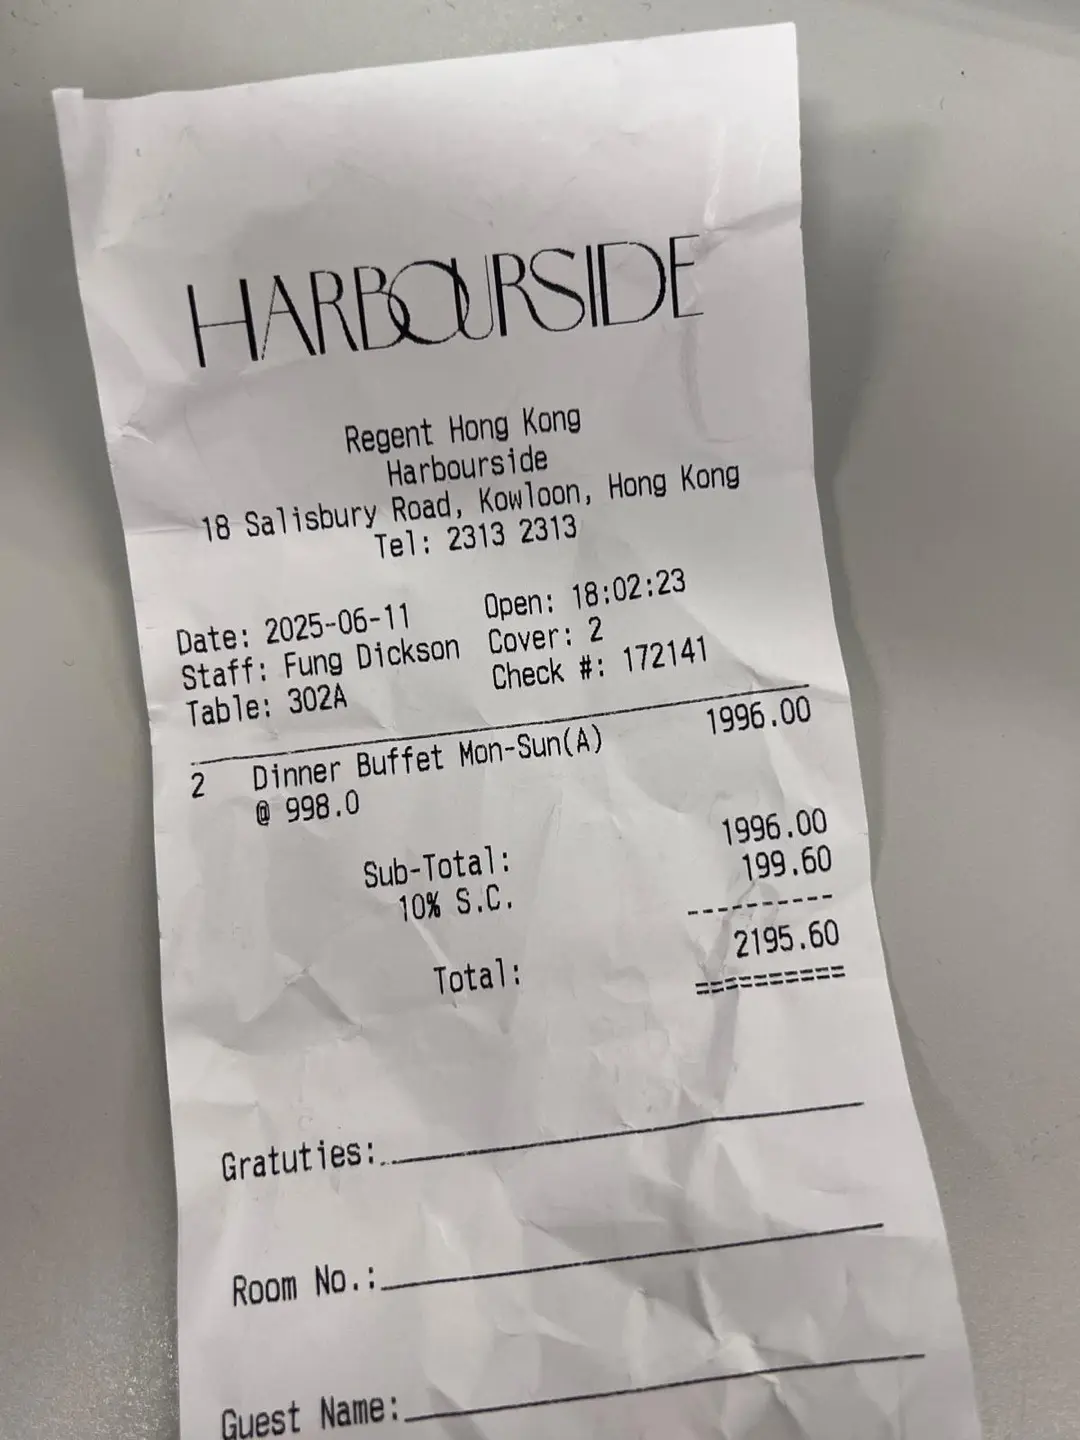 HARBOURSIDE
Regent Hong Kong
Harbourside
18 Salisbury Road, Kowloon, Hong Kong
Tel: 2313 2313
Date: 2025-06-11 Open: 18:02:23
Staff: Fung Dickson Cover: 2
Table: 302A Check #: 172141
2 Dinner Buffet Mon-Sun(A) 1996.00
@ 998.0
Sub-Total: 1996.00
10% S.C. 199.60
----------
Total: 2195.60
==========
Gratuties:
Room No.:
Guest Name: